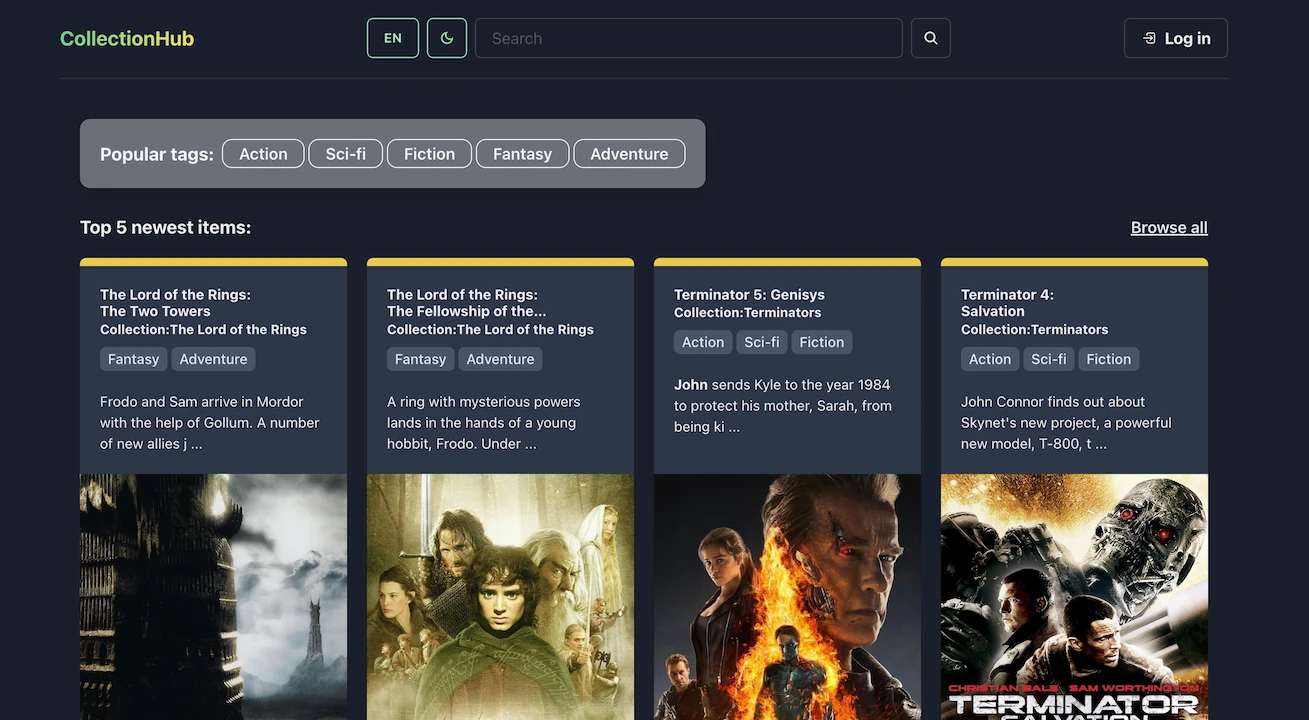 CollectionHub
EN
Search
Log in
Popular tags: Action Sci-fi Fiction Fantasy Adventure
Top 5 newest items:
Browse all
The Lord of the Rings:
The Two Towers
Collection:The Lord of the Rings
Fantasy Adventure
Frodo and Sam arrive in Mordor
with the help of Gollum. A number
of new allies j ...
The Lord of the Rings:
The Fellowship of the...
Collection:The Lord of the Rings
Fantasy Adventure
A ring with mysterious powers
lands in the hands of a young
hobbit, Frodo. Under ...
Terminator 5: Genisys
Collection:Terminators
Action Sci-fi Fiction
John sends Kyle to the year 1984
to protect his mother, Sarah, from
being ki ...
Terminator 4:
Salvation
Collection:Terminators
Action Sci-fi Fiction
John Connor finds out about
Skynet's new project, a powerful
new model, T-800, t ...
CHRISTIAN BALE SAM WORTHINGTON
TERMINATOR
SALVATION